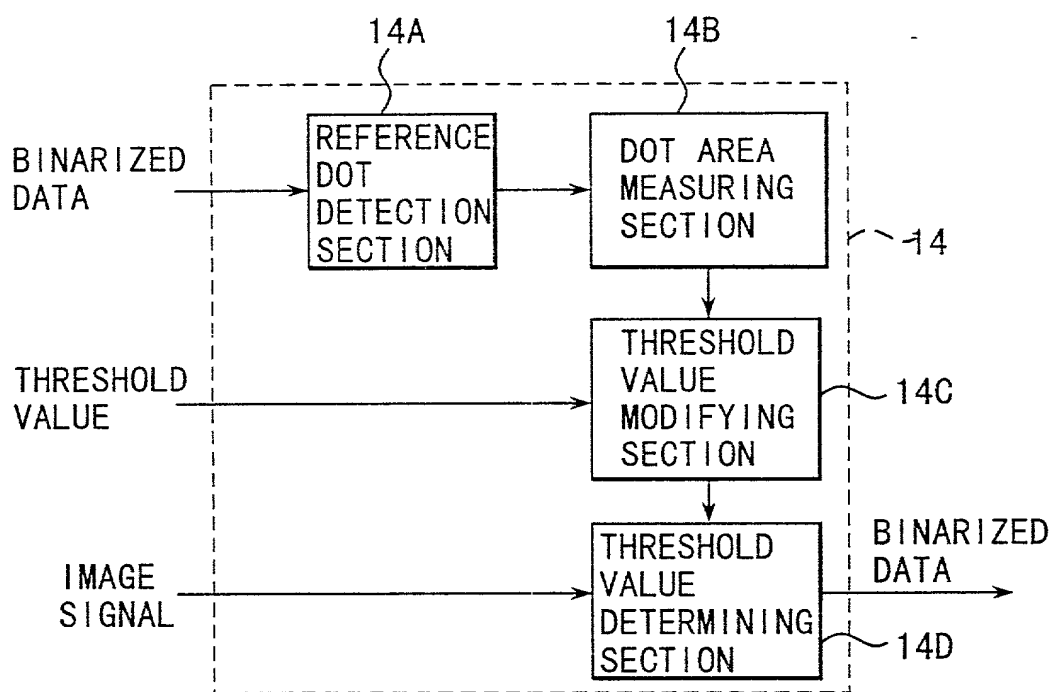 14A
14B
BINARIZED
DATA
REFERENCE
DOT
DETECTION
SECTION
DOT AREA
MEASURING
SECTION
14
THRESHOLD
VALUE
THRESHOLD
VALUE
MODIFYING
SECTION
14C
IMAGE
SIGNAL
THRESHOLD
VALUE
DETERMINING
SECTION
14D
BINARIZED
DATA